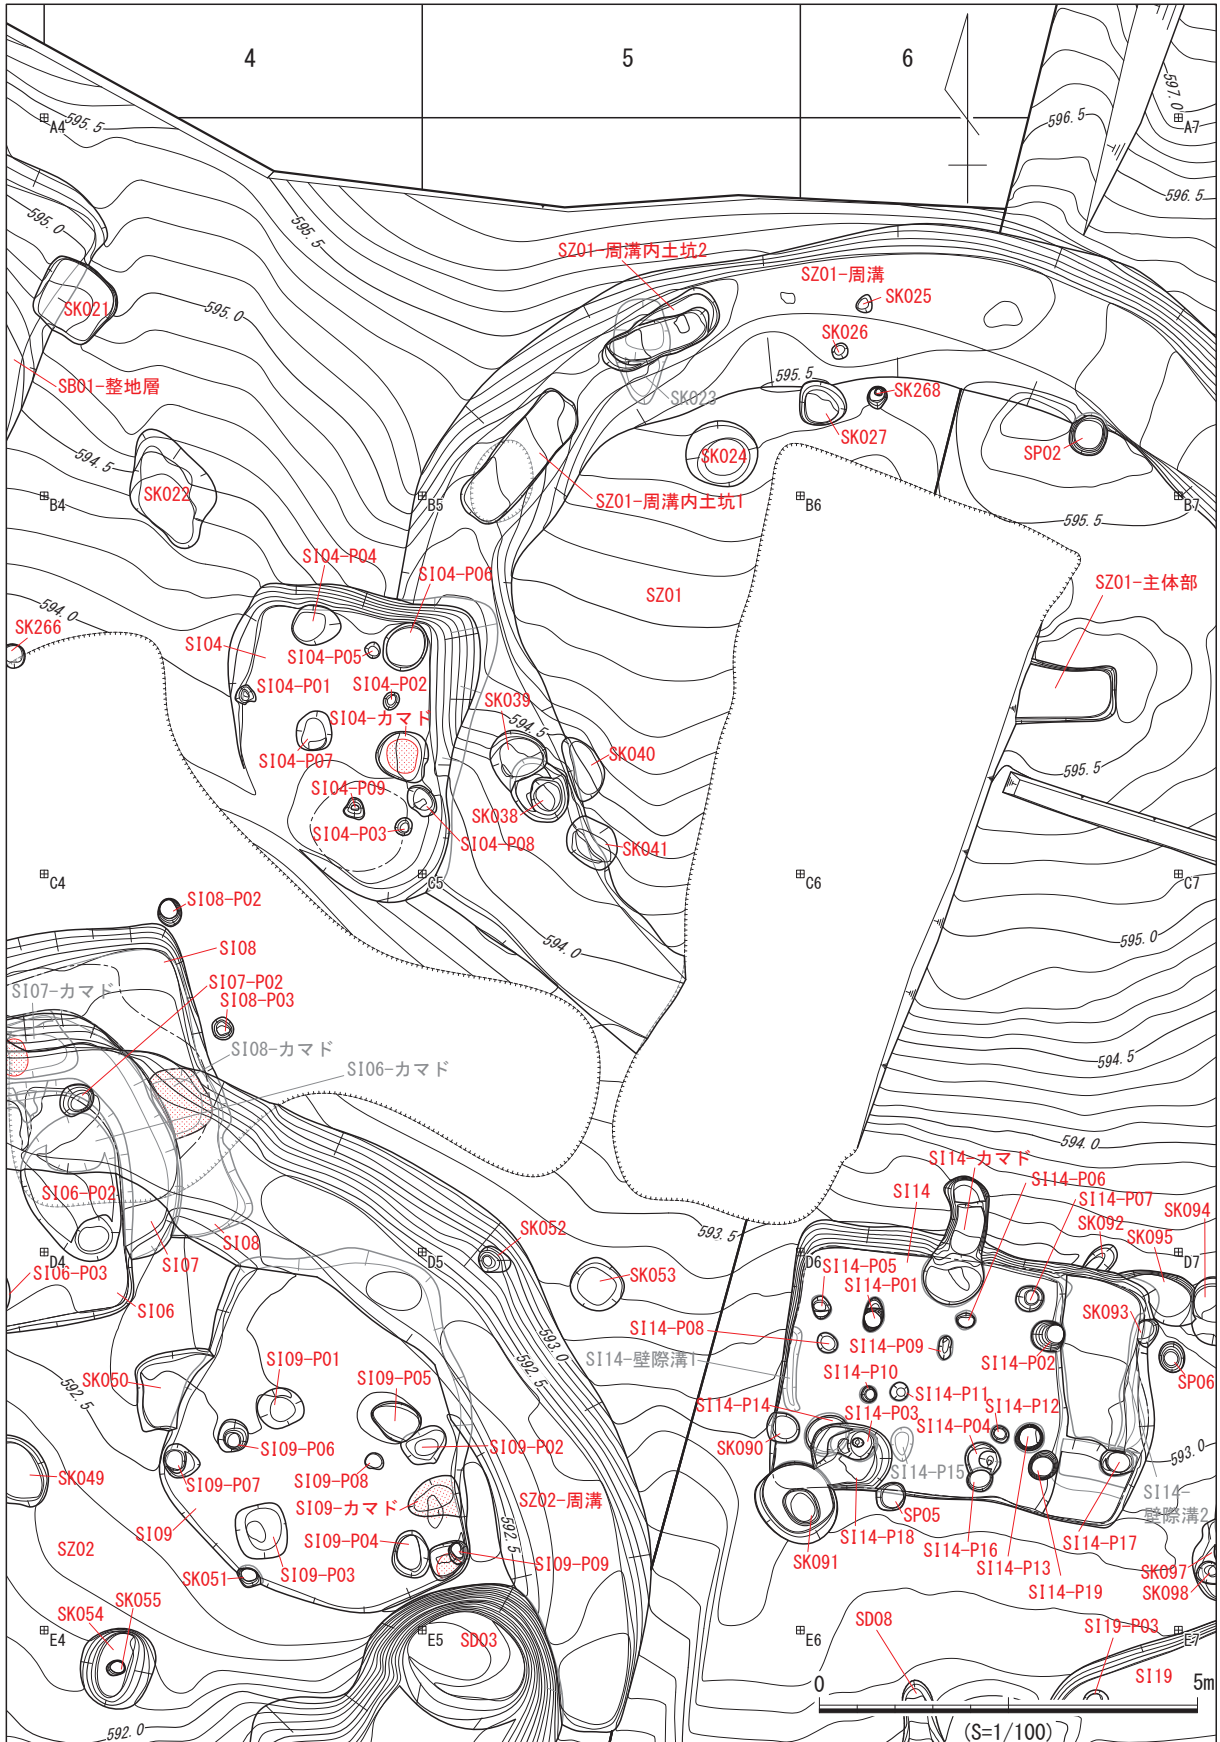 4
5
6
A4
595.5
596.5
597.0
A7
596.5
595.0
595.5
SZ01-周溝内土坑2
SZ01-周溝
SK025
SK021
595.0
SK026
SB01-整地層
595.5
SK268
SK023
SK027
SP02
594.5
SK024
SK022
B4
B5
SZ01-周溝内土坑1
B6
B7
595.5
SI04-P04
SI04-P06
SZ01-主体部
594.0
SZ01
SK266
SI04
SI04-P05
SI04-P01
SI04-P02
SK039
SI04-カマド
594.5
SK040
SI04-P07
595.5
SI04-P09
SK038
SI04-P03
SI04-P08
SK041
C4
C5
C6
C7
SI08-P02
SI08
594.0
595.0
SI07-P02
SI07-カマド
SI08-P03
SI08-カマド
SI06-カマド
594.5
594.0
SI14-カマド
SI14-P06
SI06-P02
SI14
SI14-P07
SK094
SI08
SK052
593.5
SK092
SK095
D4
SI07
D5
D6
D7
SI06-P03
SK053
SI14-P05
SI14-P01
SI06
593.0
SK093
SI14-P08
SI09-P01
SI14-壁際溝1
SI14-P09
SI14-P02
SP06
SK050
SI09-P05
592.5
592.5
SI14-P10
SI14-P11
SI14-P12
SI14-P14
SI14-P03
SI14-P04
SI09-P06
SI09-P02
SK090
593.0
SK049
SI09-P07
SI09-P08
SI14-P15
SI09-カマド
SZ02-周溝
SI14-
壁際溝2
SI09
592.5
SP05
SZ02
SI09-P04
SI14-P18
SI14-P16
SI14-P17
SK051
SI09-P03
SI09-P09
SK091
SI14-P13
SK097
SI14-P19
SK098
SK054
SK055
E4
E5
SD03
E6
SD08
SI19-P03
E7
SI19
0
5m
592.0
(S=1/100)